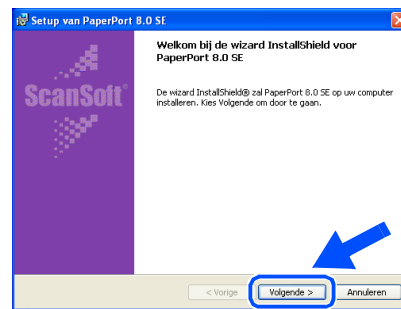 Setup van PaperPort 8.0 SE
Welkom bij de wizard InstallShield voor
PaperPort 8.0 SE
ScanSoft®
De wizard InstallShield® zal PaperPort 8.0 SE op uw computer
installeren. Kies Volgende om door te gaan.
< Vorige Volgende > Annuleren